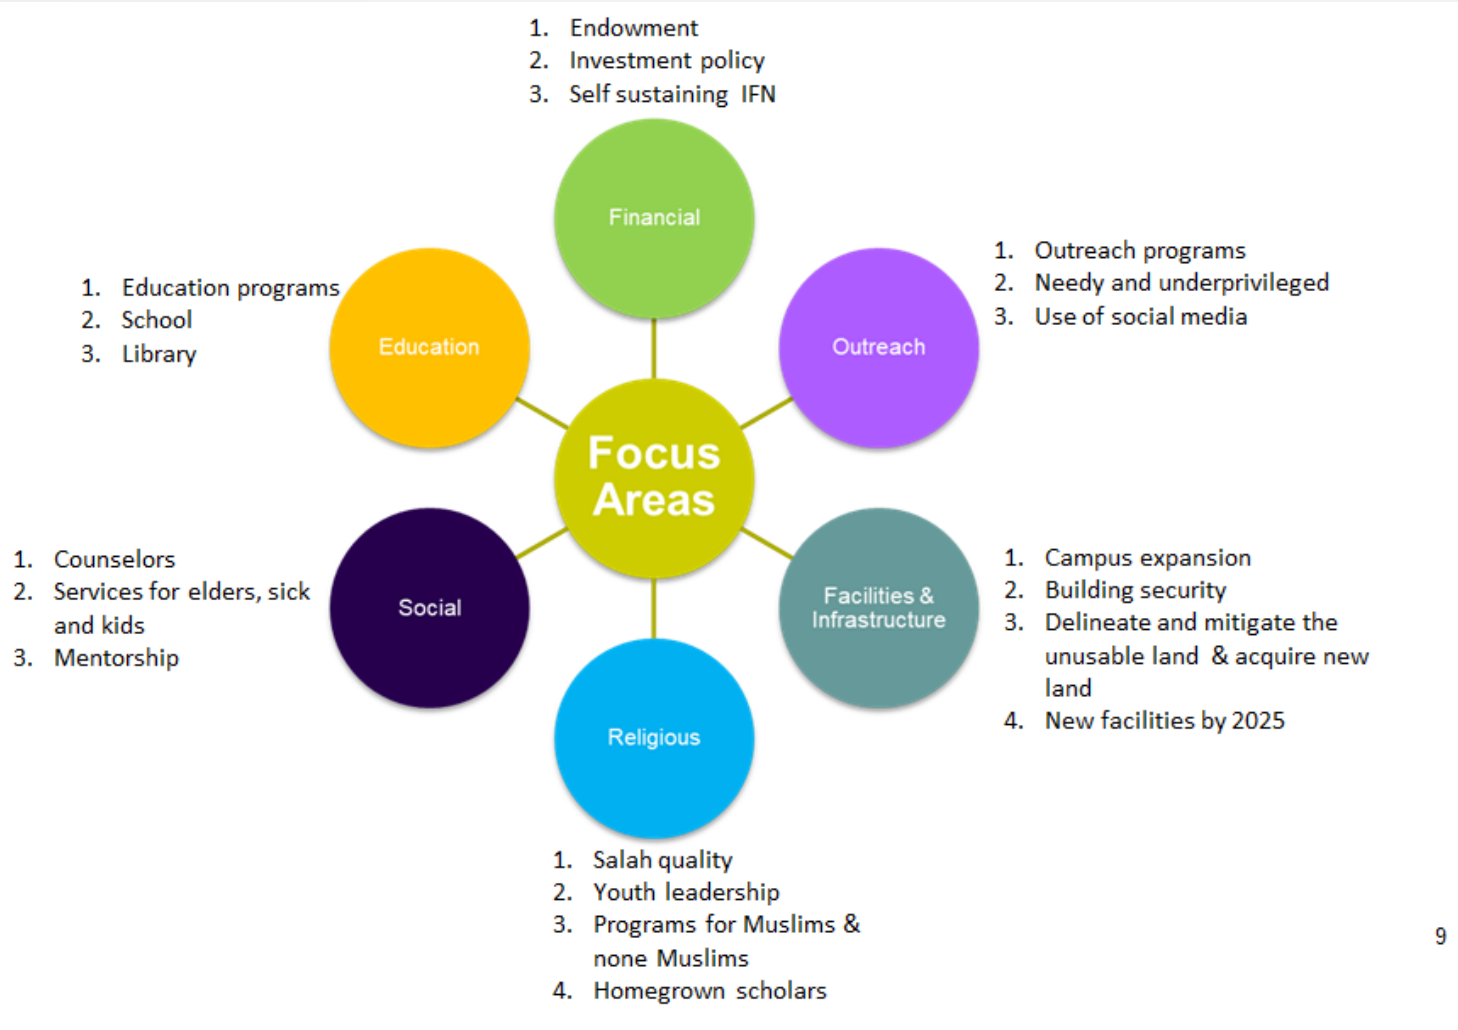 1. Endowment
2. Investment policy
3. Self sustaining IFN
Financial
1. Education programs
2. School
3. Library
Education
1. Outreach programs
2. Needy and underprivileged
3. Use of social media
Outreach
Focus
Areas
1. Counselors
2. Services for elders, sick
and kids
3. Mentorship
Social
Facilities &
Infrastructure
1. Campus expansion
2. Building security
3. Delineate and mitigate the
unusable land & acquire new
land
4. New facilities by 2025
Religious
1. Salah quality
2. Youth leadership
3. Programs for Muslims &
none Muslims
4. Homegrown scholars
9